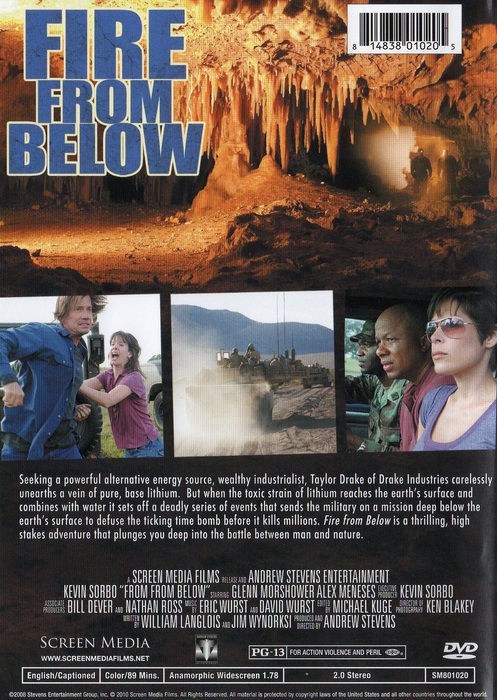 FIRE
FROM
BELOW
8 14838 01020 5
Seeking a powerful alternative energy source, wealthy industrialist, Taylor Drake of Drake Industries carelessly
unearths a vein of pure, base lithium. But when the toxic strain of lithium reaches the earth's surface and
combines with water it sets off a deadly series of events that sends the military on a mission deep below the
earth's surface to defuse the ticking time bomb before it kills millions. Fire from Below is a thrilling, high
stakes adventure that plunges you deep into the battle between man and nature.
A SCREEN MEDIA FILMS RELEASE AND ANDREW STEVENS ENTERTAINMENT
KEVIN SORBO "FROM FROM BELOW" STARRING GLENN MORSHOWER ALEX MENESES EXECUTIVE PRODUCER KEVIN SORBO
ASSOCIATE PRODUCERS BILL DEVER AND NATHAN ROSS MUSIC BY ERIC WURST AND DAVID WURST EDITED BY MICHAEL KUGE DIRECTOR OF PHOTOGRAPHY KEN BLAKEY
WRITTEN BY WILLIAM LANGLOIS AND JIM WYNORSKI PRODUCED AND DIRECTED BY ANDREW STEVENS
SCREEN MEDIA
WWW.SCREENMEDIAFILMS.NET
PG-13 FOR ACTION VIOLENCE AND PERIL
DVD
English/Captioned Color/89 Mins. Anamorphic Widescreen 1.78 2.0 Stereo SM801020
©2008 Stevens Entertainment Group, Inc. © 2010 Screen Media Films. All Rights Reserved. All material is protected by copyright laws of the United States and all other countries throughout the world.